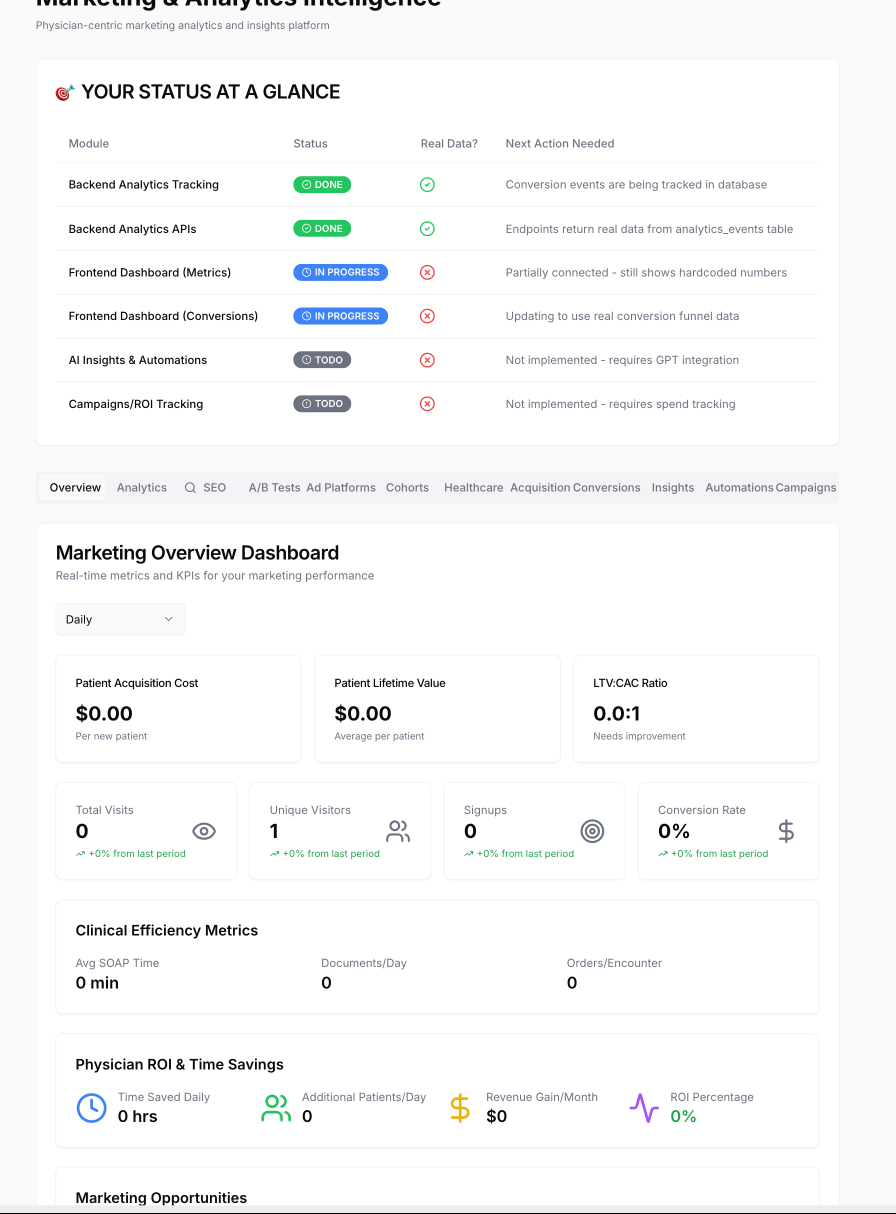 Marketing & Analytics Intelligence
Physician-centric marketing analytics and insights platform
YOUR STATUS AT A GLANCE
Module Status Real Data? Next Action Needed
Backend Analytics Tracking DONE Conversion events are being tracked in database
Backend Analytics APIs DONE Endpoints return real data from analytics_events table
Frontend Dashboard (Metrics) IN PROGRESS Partially connected - still shows hardcoded numbers
Frontend Dashboard (Conversions) IN PROGRESS Updating to use real conversion funnel data
AI Insights & Automations TODO Not implemented - requires GPT integration
Campaigns/ROI Tracking TODO Not implemented - requires spend tracking
Overview Analytics SEO A/B Tests Ad Platforms Cohorts Healthcare Acquisition Conversions Insights Automations Campaigns
Marketing Overview Dashboard
Real-time metrics and KPIs for your marketing performance
Daily
Patient Acquisition Cost Patient Lifetime Value LTV:CAC Ratio
$0.00 $0.00 0.0:1
Per new patient Average per patient Needs improvement
Total Visits Unique Visitors Signups Conversion Rate
0 1 0 0%
+0% from last period +0% from last period +0% from last period +0% from last period
Clinical Efficiency Metrics
Avg SOAP Time Documents/Day Orders/Encounter
0 min 0 0
Physician ROI & Time Savings
Time Saved Daily Additional Patients/Day Revenue Gain/Month ROI Percentage
0 hrs 0 $0 0%
Marketing Opportunities